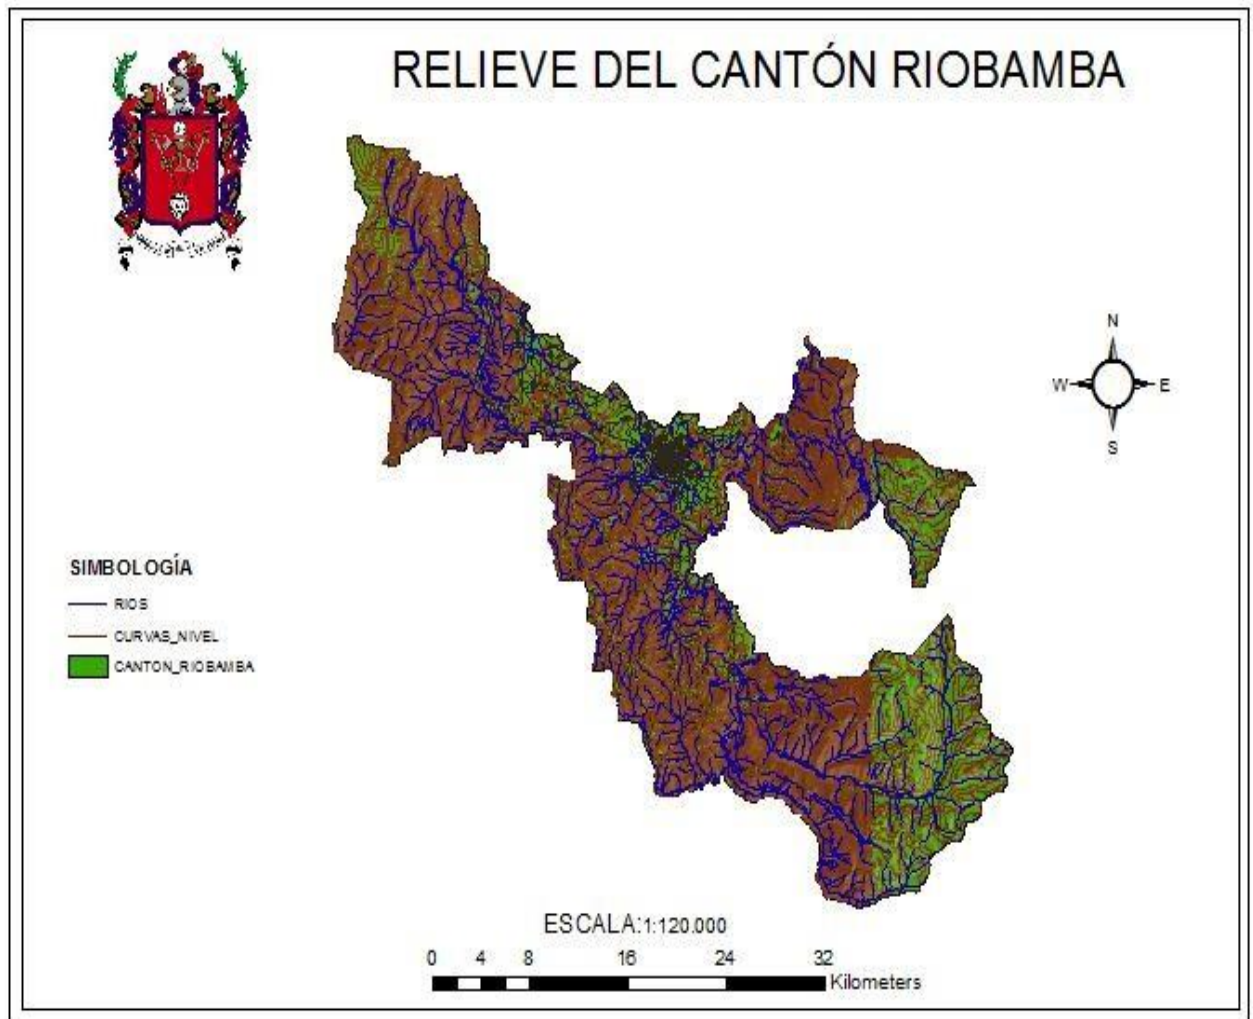 RELIEVE DEL CANTÓN RIOBAMBA
N
W E
S
SIMBOLOGÍA
RIOS
CURVAS_NIVEL
CANTON_RIOBAMBA
ESCALA:1:120.000
0 4 8 16 24 32
Kilometers